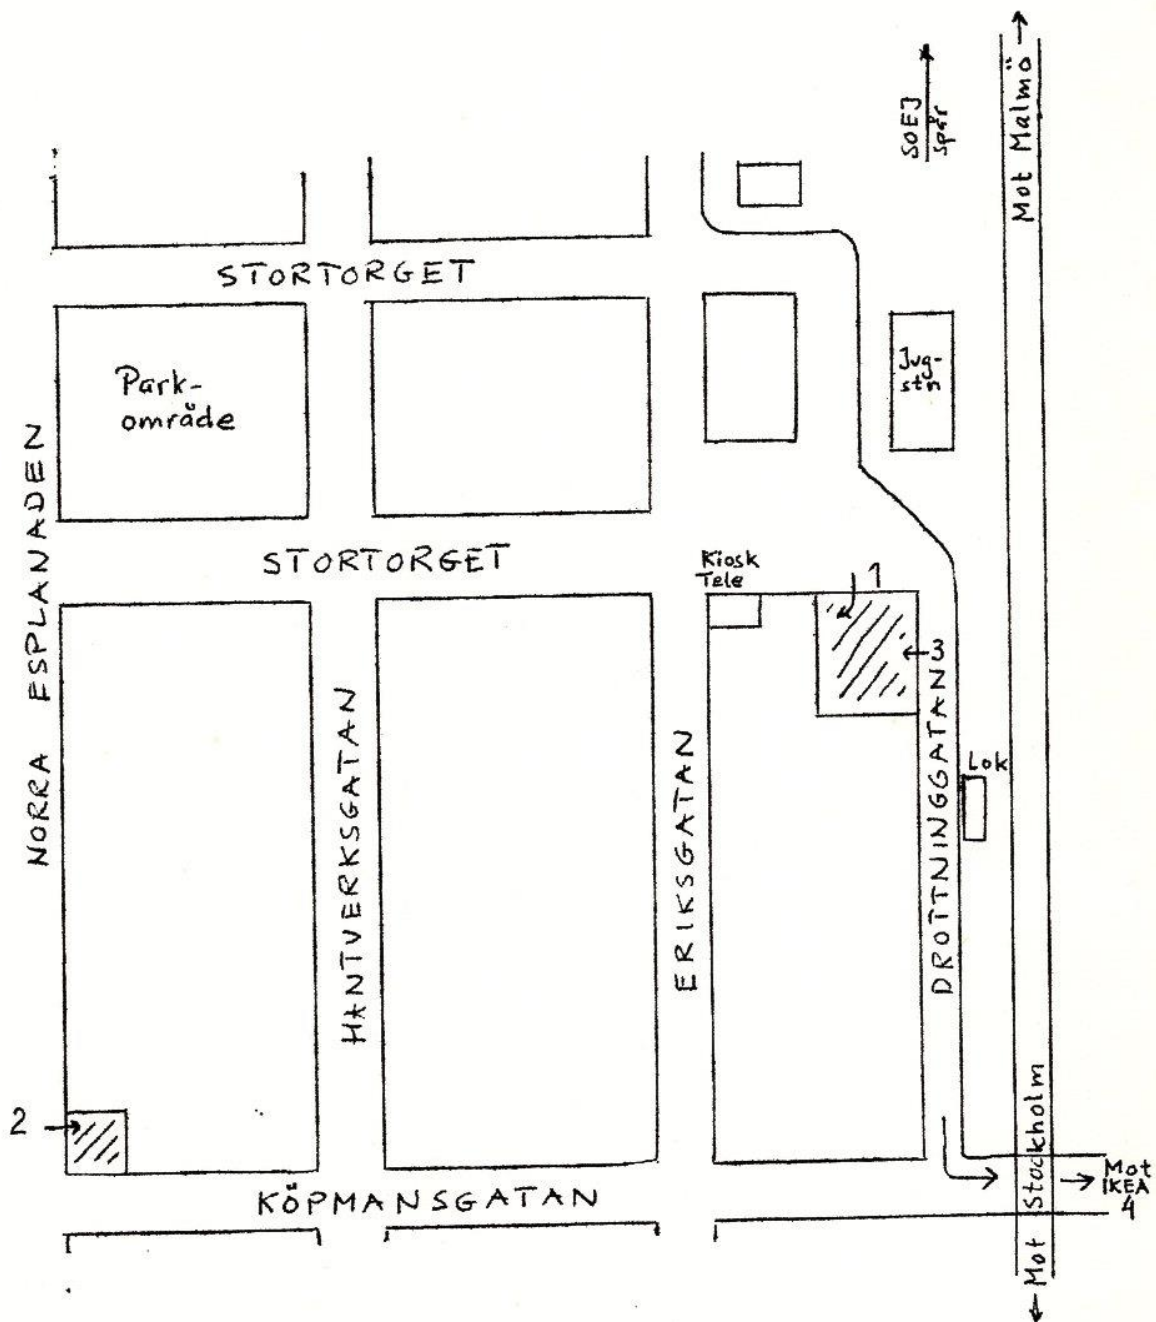 Mot Malmö
SOEJ
spår
STORTORGET
Park-
område
Jvg-
stn
NORRA ESPLANADEN
STORTORGET
Kiosk
Tele
1
3
HANTVERKSGATAN
ERIKSGATAN
DROTTNINGGATAN
Lok
2
KÖPMANSGATAN
Mot Stockholm
Mot
IKEA
4